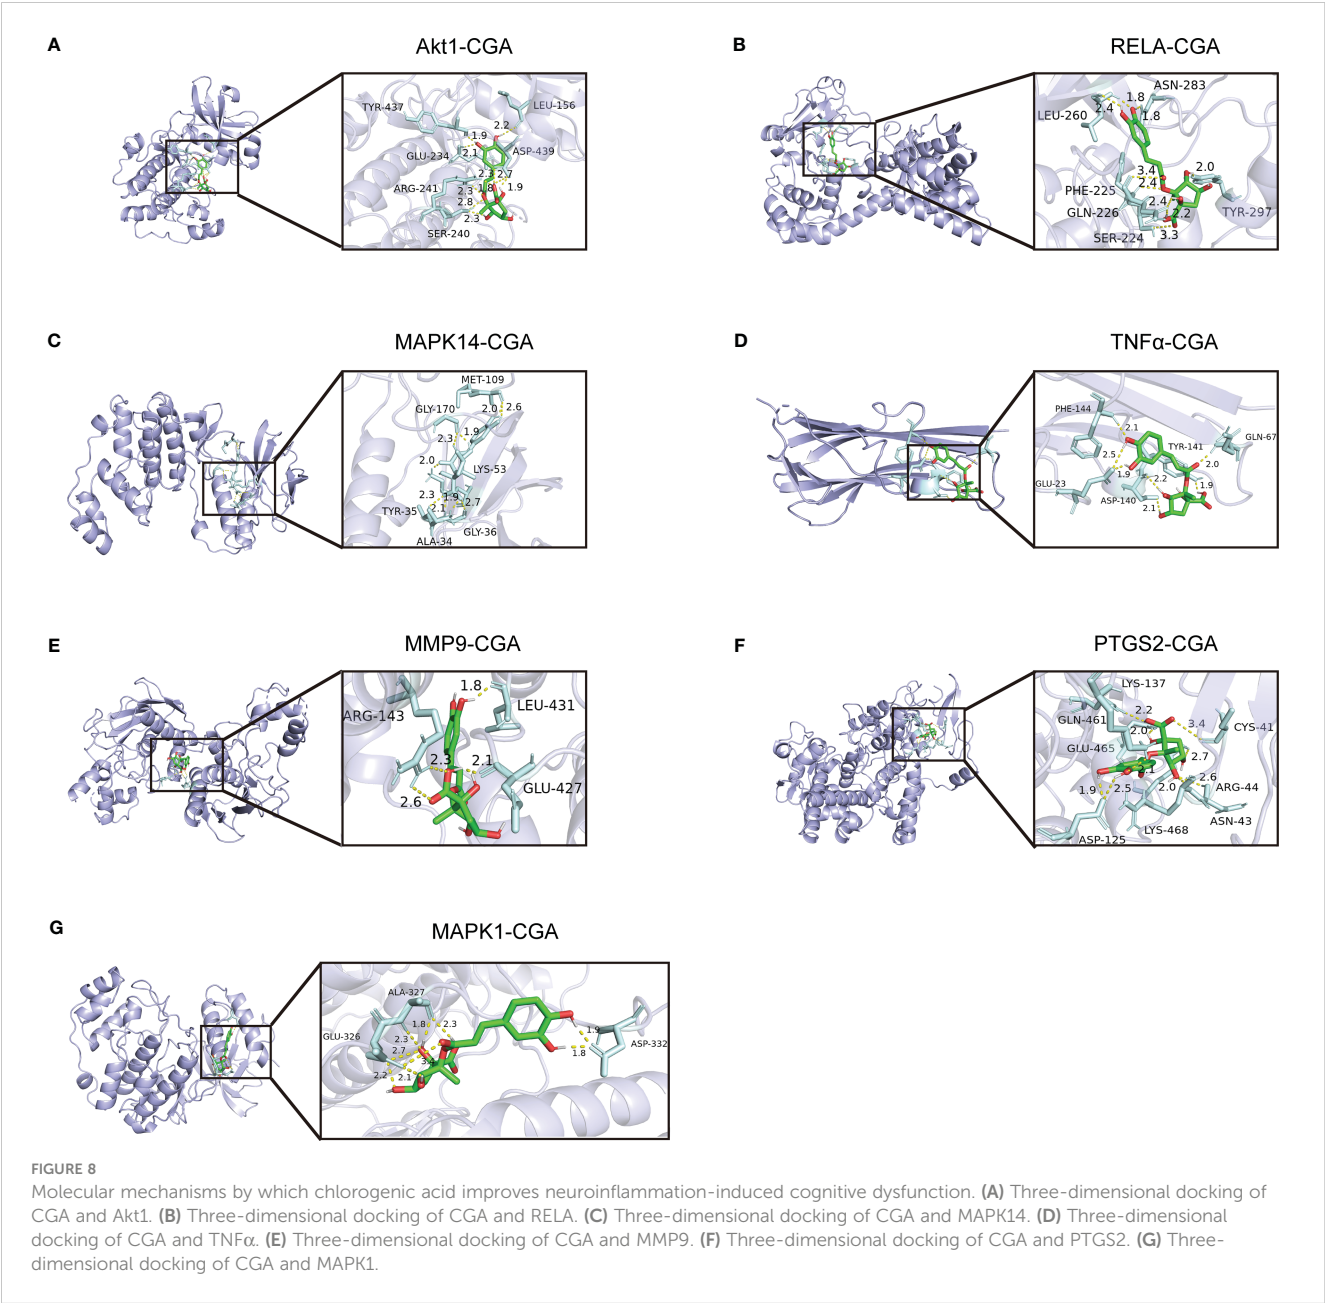 A
Akt1-CGA
TYR-437
LEU-156
2.2
1.9
2.1
GLU-234
ASP-439
2.3
2.7
ARG-241
2.3
1.8
1.9
2.8
2.3
SER-240
B
RELA-CGA
ASN-283
1.8
2.4
1.8
LEU-260
3.4
2.0
PHE-225
2.4
2.4
GLN-226
2.2
TYR-297
SER-224
3.3
C
MAPK14-CGA
MET-109
2.0
2.6
GLY-170
1.9
2.3
2.0
LYS-53
2.3
1.9
2.7
TYR-35
2.1
GLY-36
ALA-34
D
TNFα-CGA
PHE-144
2.1
GLN-67
TYR-141
2.5
2.0
1.9
GLU-23
2.2
1.9
ASP-140
2.1
E
MMP9-CGA
1.8
LEU-431
ARG-143
2.3
2.1
GLU-427
2.6
F
PTGS2-CGA
LYS-137
2.2
GLN-461
3.4
CYS-41
2.0
GLU-465
2.7
2.6
1.9
2.5
2.0
ARG-44
ASN-43
LYS-468
ASP-125
G
MAPK1-CGA
ALA-327
1.8
2.3
GLU-326
2.3
1.9
ASP-332
2.7
1.8
2.2
2.1
FIGURE 8
Molecular mechanisms by which chlorogenic acid improves neuroinflammation-induced cognitive dysfunction. (A) Three-dimensional docking of
CGA and Akt1. (B) Three-dimensional docking of CGA and RELA. (C) Three-dimensional docking of CGA and MAPK14. (D) Three-dimensional
docking of CGA and TNFα. (E) Three-dimensional docking of CGA and MMP9. (F) Three-dimensional docking of CGA and PTGS2. (G) Three-
dimensional docking of CGA and MAPK1.